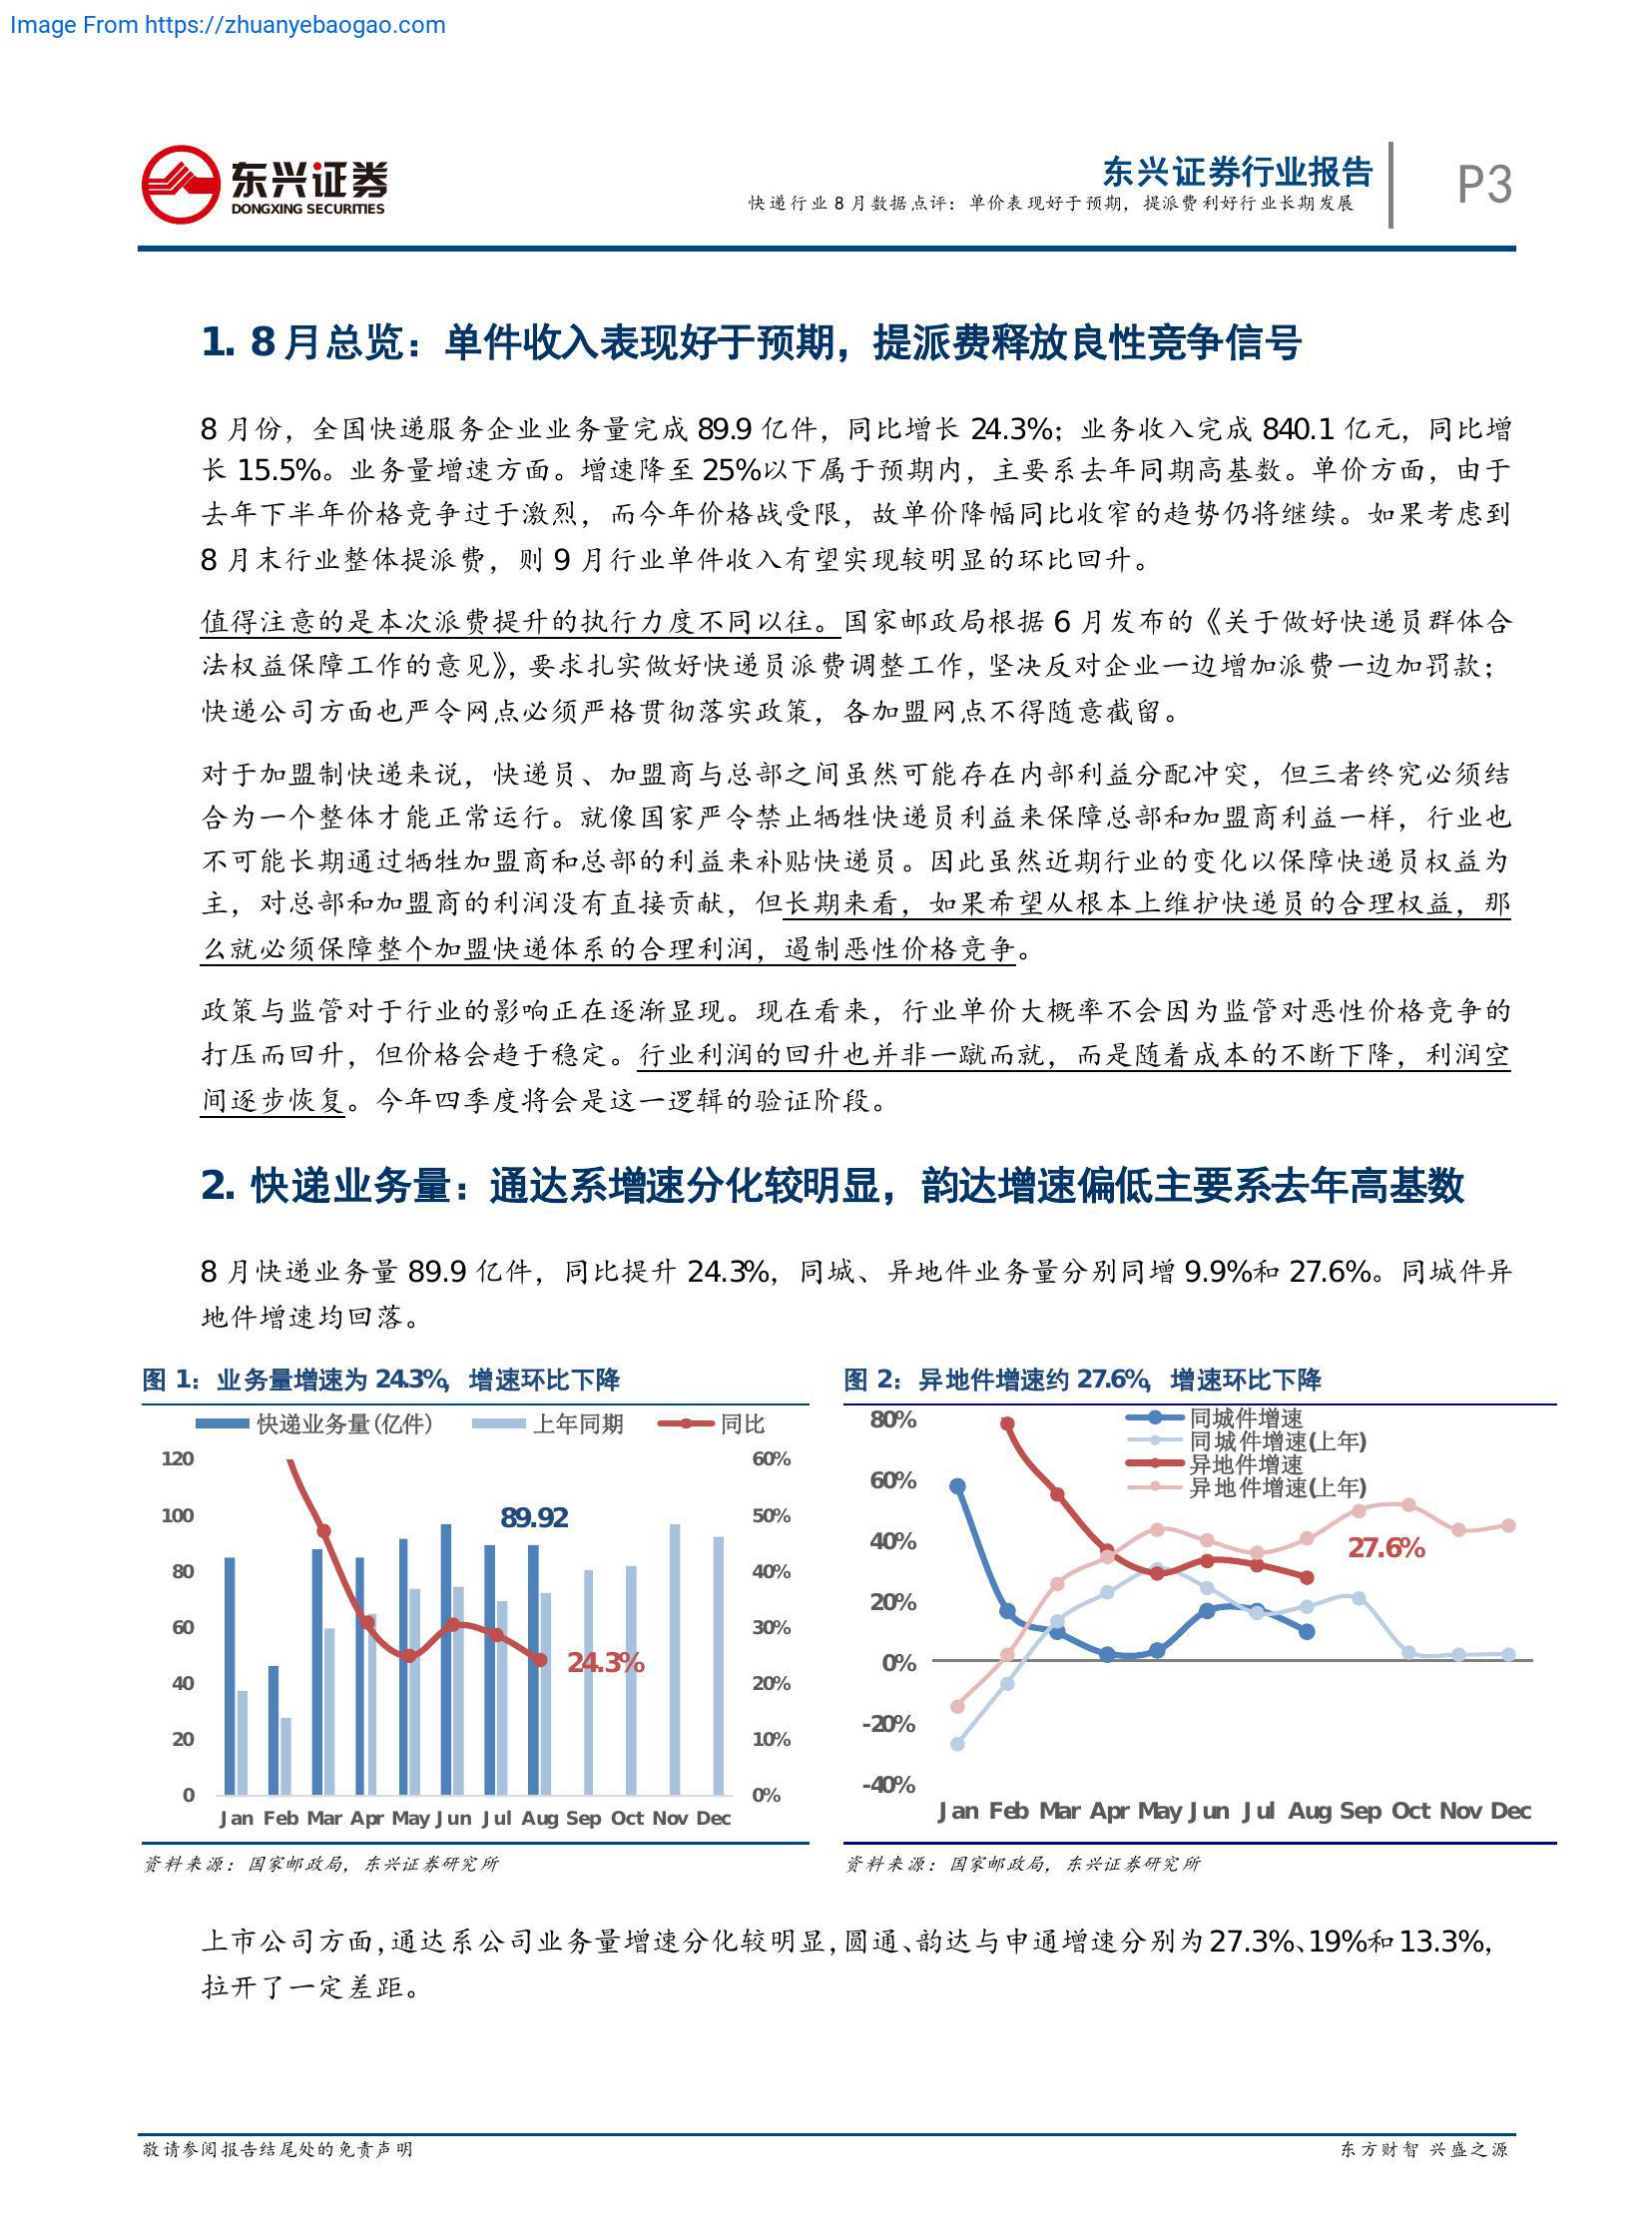 Image From https://zhuanyebaogao.com
东兴证券
DONGXING SECURITIES
东兴证券行业报告
快递行业 8 月数据点评：单价表现好于预期，提派费利好行业长期发展
P3
1. 8 月总览：单件收入表现好于预期，提派费释放良性竞争信号
8 月份，全国快递服务企业业务量完成 89.9 亿件，同比增长 24.3%；业务收入完成 840.1 亿元，同比增
长 15.5%。业务量增速方面。增速降至 25%以下属于预期内，主要系去年同期高基数。单价方面，由于
去年下半年价格竞争过于激烈，而今年价格战受限，故单价降幅同比收窄的趋势仍将继续。如果考虑到
8 月末行业整体提派费，则 9 月行业单件收入有望实现较明显的环比回升。
值得注意的是本次派费提升的执行力度不同以往。国家邮政局根据 6 月发布的《关于做好快递员群体合
法权益保障工作的意见》，要求扎实做好快递员派费调整工作，坚决反对企业一边增加派费一边加罚款；
快递公司方面也严令网点必须严格贯彻落实政策，各加盟网点不得随意截留。
对于加盟制快递来说，快递员、加盟商与总部之间虽然可能存在内部利益分配冲突，但三者终究必须结
合为一个整体才能正常运行。就像国家严令禁止牺牲快递员利益来保障总部和加盟商利益一样，行业也
不可能长期通过牺牲加盟商和总部的利益来补贴快递员。因此虽然近期行业的变化以保障快递员权益为
主，对总部和加盟商的利润没有直接贡献，但长期来看，如果希望从根本上维护快递员的合理权益，那
么就必须保障整个加盟快递体系的合理利润，遏制恶性价格竞争。
政策与监管对于行业的影响正在逐渐显现。现在看来，行业单价大概率不会因为监管对恶性价格竞争的
打压而回升，但价格会趋于稳定。行业利润的回升也并非一蹴而就，而是随着成本的不断下降，利润空
间逐步恢复。今年四季度将会是这一逻辑的验证阶段。
2. 快递业务量：通达系增速分化较明显，韵达增速偏低主要系去年高基数
8 月快递业务量 89.9 亿件，同比提升 24.3%，同城、异地件业务量分别同增 9.9%和 27.6%。同城件异
地件增速均回落。
图 1：业务量增速为 24.3%，增速环比下降
快递业务量(亿件) 上年同期 同比
120 60%
100 50%
80 40%
60 30%
40 20%
20 10%
0 0%
89.92
24.3%
Jan Feb Mar Apr May Jun Jul Aug Sep Oct Nov Dec
资料来源：国家邮政局，东兴证券研究所
图 2：异地件增速约 27.6%，增速环比下降
同城件增速
同城件增速(上年)
异地件增速
异地件增速(上年)
80%
60%
40%
20%
0%
-20%
-40%
27.6%
Jan Feb Mar Apr May Jun Jul Aug Sep Oct Nov Dec
资料来源：国家邮政局，东兴证券研究所
上市公司方面，通达系公司业务量增速分化较明显，圆通、韵达与申通增速分别为 27.3%、19%和 13.3%，
拉开了一定差距。
敬请参阅报告结尾处的免责声明
东方财智 兴盛之源